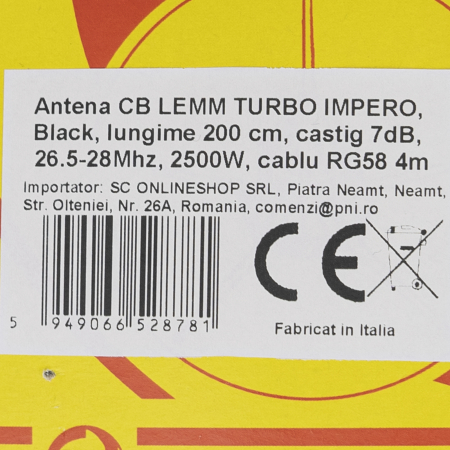 Antena CB LEMM TURBO IMPERO,
Black, lungime 200 cm, castig 7dB,
26.5-28Mhz, 2500W, cablu RG58 4m
Importator: SC ONLINESHOP SRL, Piatra Neamt, Neamt,
Str. Olteniei, Nr. 26A, Romania, comenzi@pni.ro
CE
5 949066 528781
Fabricat in Italia